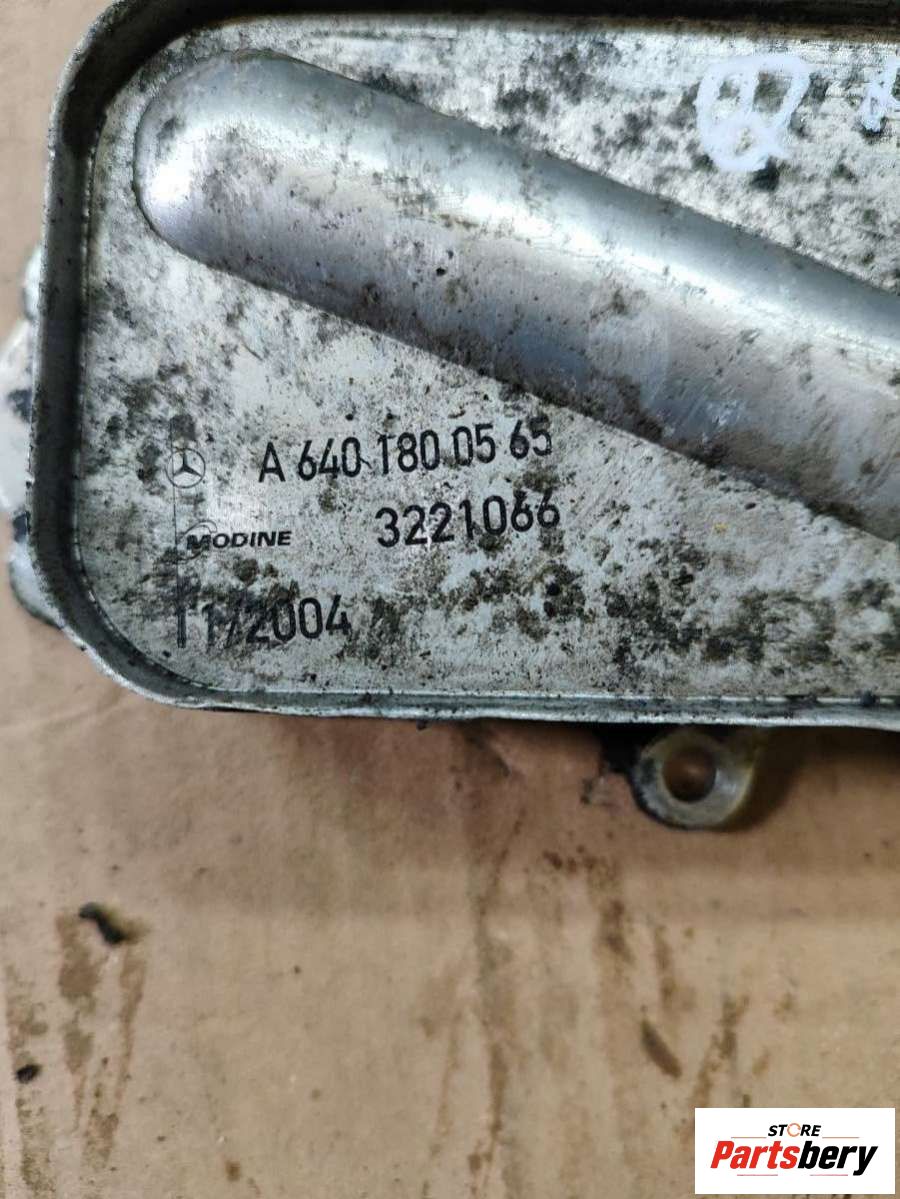 A 640 180 05 65
3221066
MODINE
11/2004
STORE
Partsbery